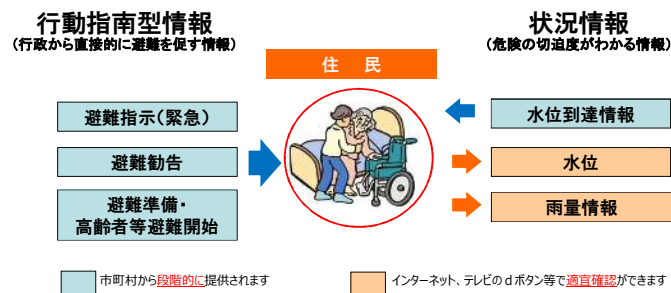 行動指南型情報
(行政から直接的に避難を促す情報)
状況情報
(危険の切迫度がわかる情報)
住 民
避難指示(緊急)
避難勧告
避難準備・
高齢者等避難開始
水位到達情報
水位
雨量情報
市町村から段階的に提供されます
インターネット、テレビのdボタン等で適宜確認ができます